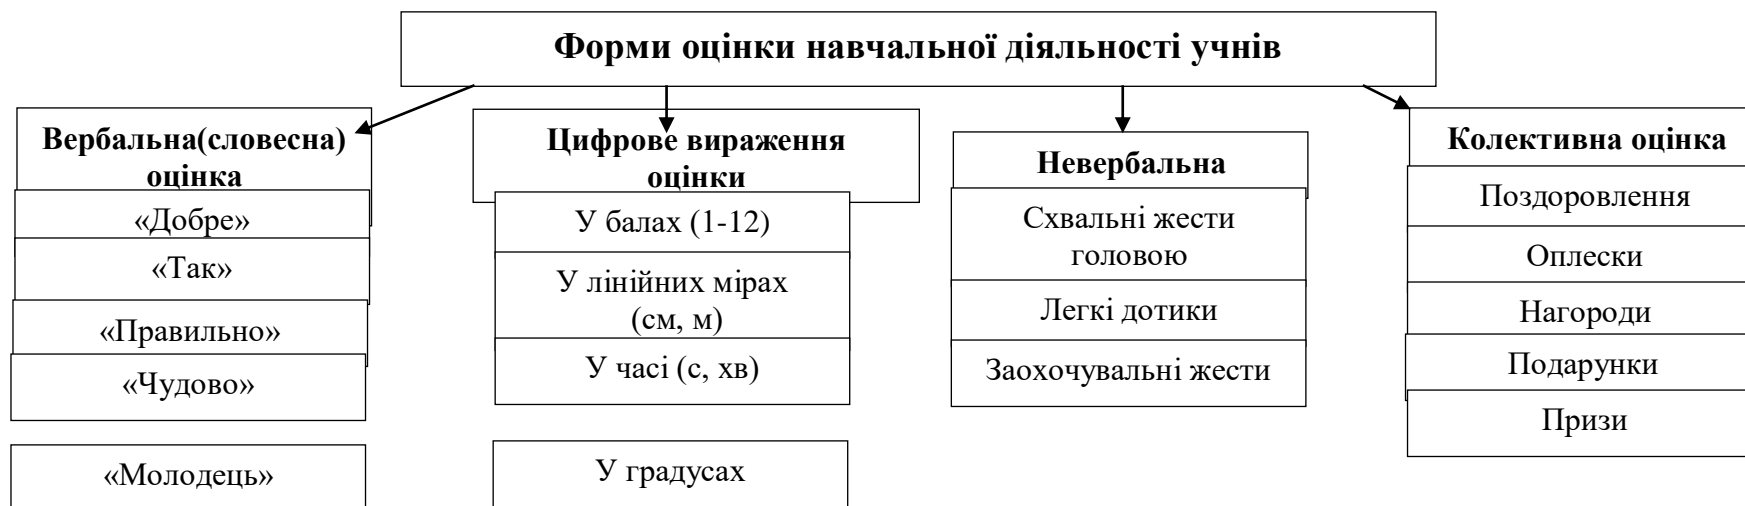 Форми оцінки навчальної діяльності учнів
Вербальна(словесна)
оцінка
«Добре»
«Так»
«Правильно»
«Чудово»
«Молодець»
Цифрове вираження
оцінки
У балах (1-12)
У лінійних мірах
(см, м)
У часі (с, хв)
У градусах
Невербальна
Схвальні жести
головою
Легкі дотики
Заохочувальні жести
Колективна оцінка
Поздоровлення
Оплески
Нагороди
Подарунки
Призи